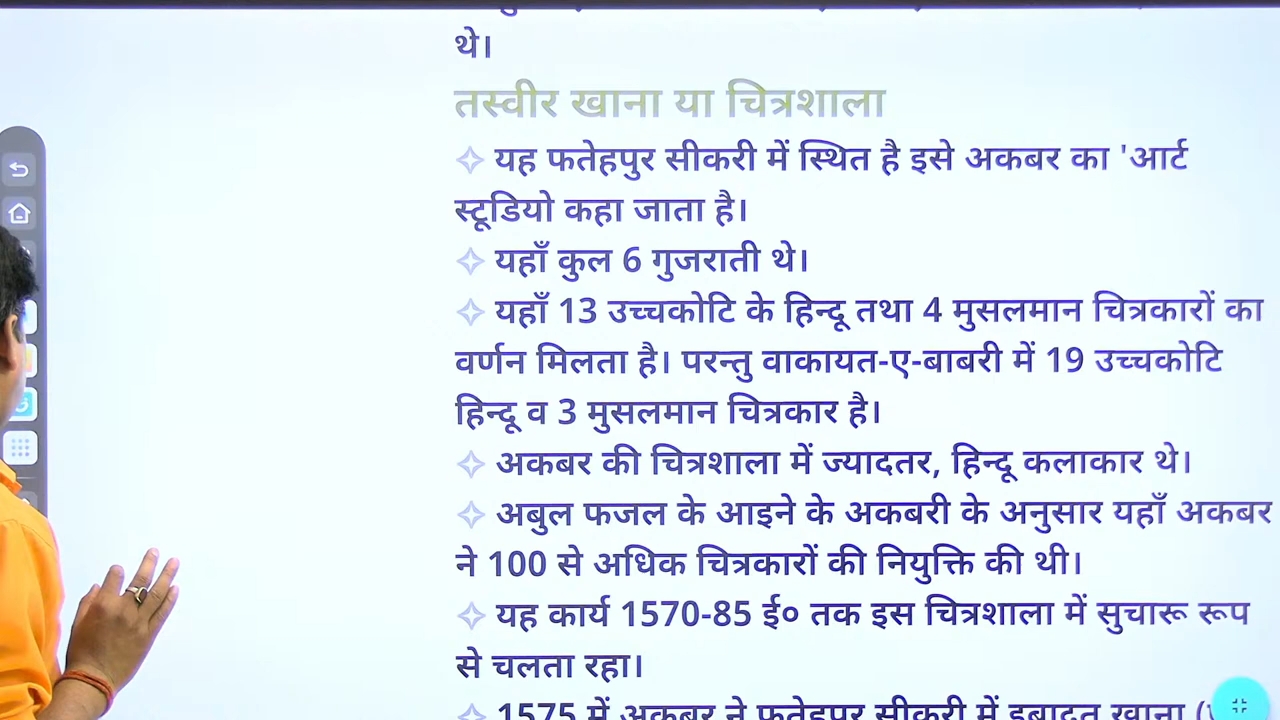 थे।
तस्वीर खाना या चित्रशाला
यह फतेहपुर सीकरी में स्थित है इसे अकबर का 'आर्ट
स्टूडियो कहा जाता है।
यहाँ कुल 6 गुजराती थे।
यहाँ 13 उच्चकोटि के हिन्दू तथा 4 मुसलमान चित्रकारों का
वर्णन मिलता है। परन्तु वाकायत-ए-बाबरी में 19 उच्चकोटि
हिन्दू व 3 मुसलमान चित्रकार है।
अकबर की चित्रशाला में ज्यादतर, हिन्दू कलाकार थे।
अबुल फजल के आइने के अकबरी के अनुसार यहाँ अकबर
ने 100 से अधिक चित्रकारों की नियुक्ति की थी।
यह कार्य 1570-85 ई० तक इस चित्रशाला में सुचारू रूप
से चलता रहा।
1575 में अकबर ने फतेहपुर सीकरी में इबादत खाना